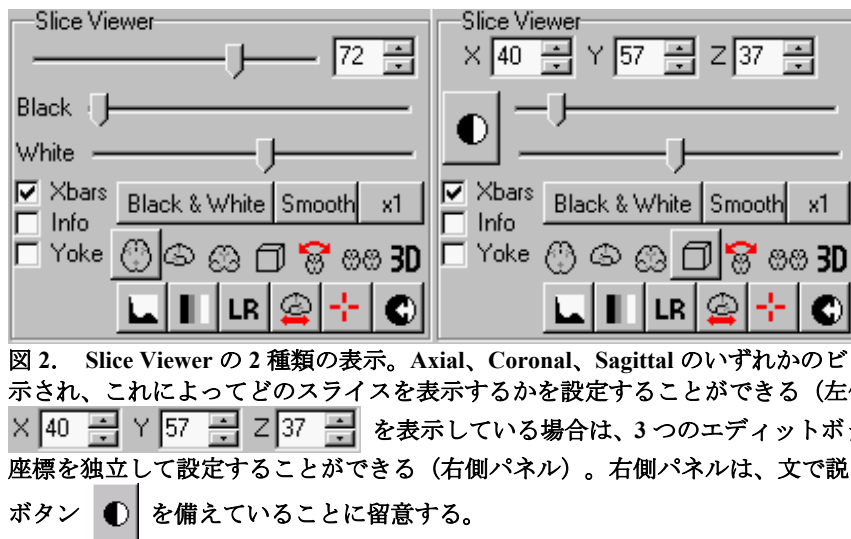 Slice Viewer
72
Black
White
Xbars
Info
Yoke
Black & White
Smooth
x1
3D
LR
Slice Viewer
X 40 Y 57 Z 37
Xbars
Info
Yoke
Black & White
Smooth
x1
3D
LR
図 2. Slice Viewer の 2 種類の表示。Axial、Coronal、Sagittal のいずれかのビ
示され、これによってどのスライスを表示するかを設定することができる（左
X 40 Y 57 Z 37 を表示している場合は、3 つのエディットボ
座標を独立して設定することができる（右側パネル）。右側パネルは、文で説
ボタン を備えていることに留意する。